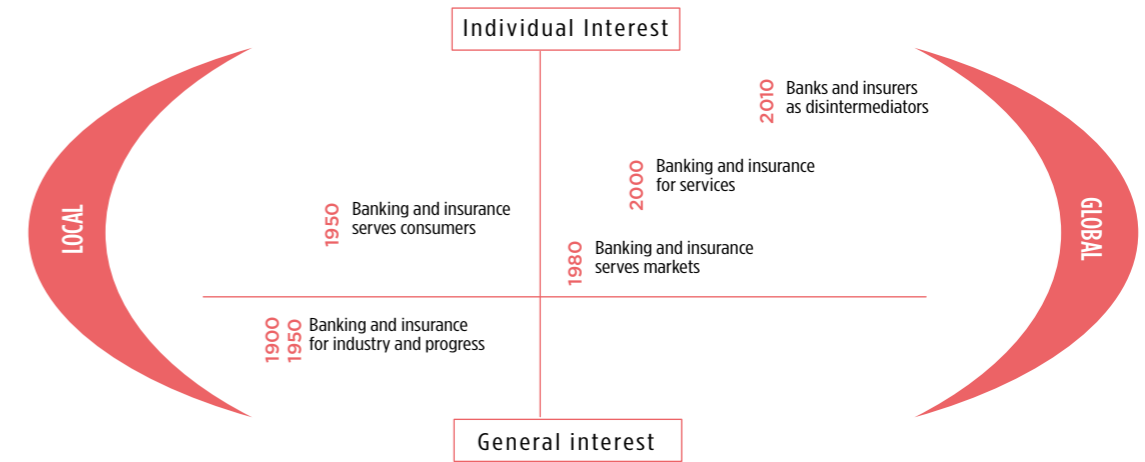 Individual Interest
2010
Banks and insurers
as disintermediators
2000
Banking and insurance
for services
LOCAL
1950
Banking and insurance
serves consumers
GLOBAL
1980
Banking and insurance
serves markets
1900
1950
Banking and insurance
for industry and progress
General interest